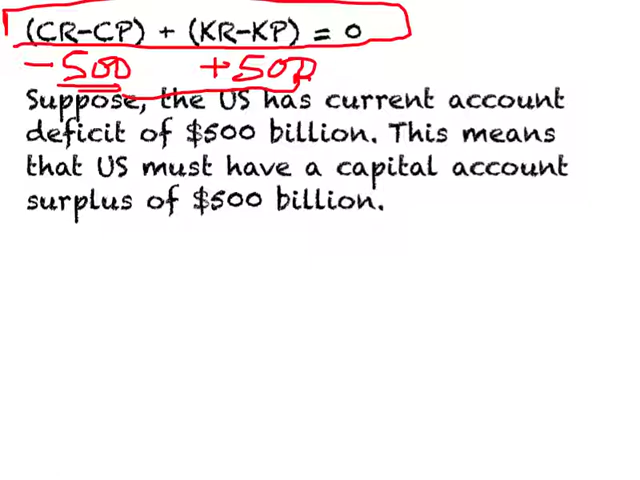 (CR-CP) + (KR-KP) = 0
-500 +500
Suppose, the US has current account
deficit of $500 billion. This means
that US must have a capital account
surplus of $500 billion.